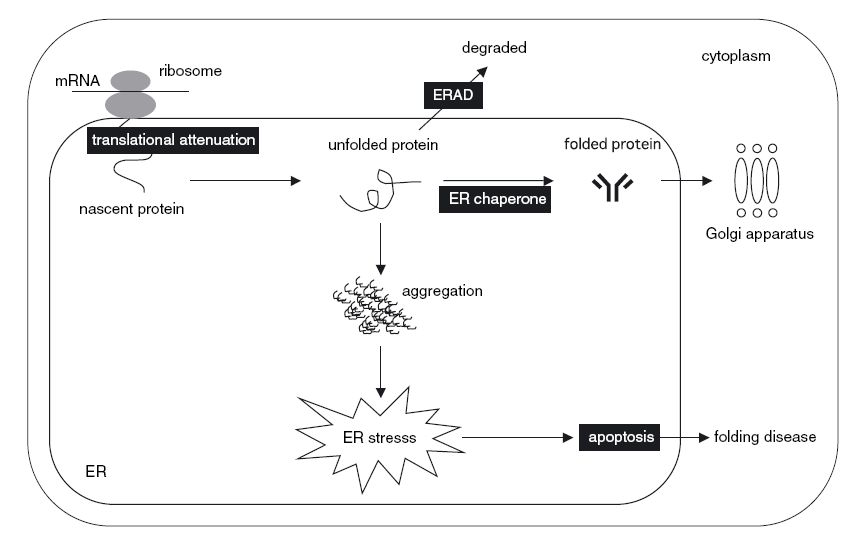 degraded
cytoplasm
ribosome
mRNA
ERAD
translational attenuation
unfolded protein
folded protein
ER chaperone
nascent protein
Golgi apparatus
aggregation
ER stresss
apoptosis
folding disease
ER